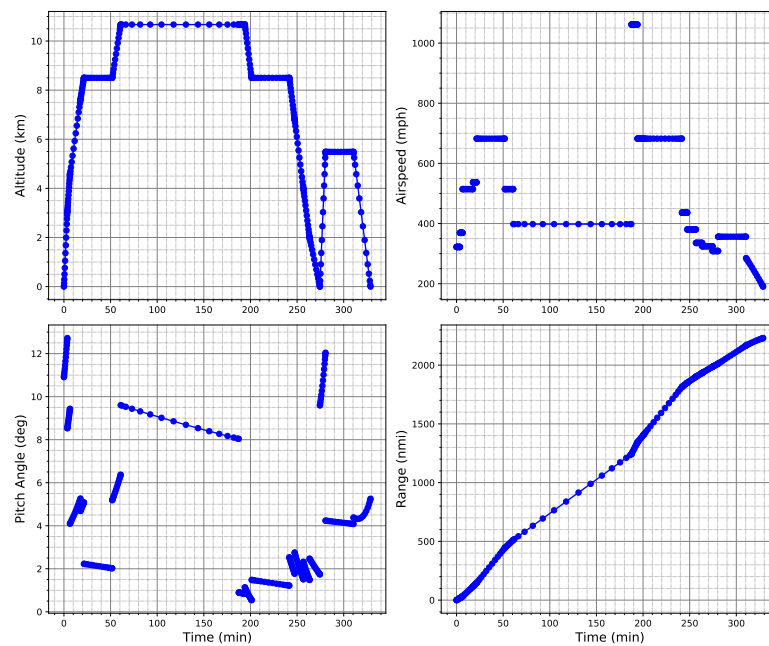 Altitude (km)
10
8
6
4
2
0
0 50 100 150 200 250 300
Airspeed (mph)
1000
800
600
400
200
0 50 100 150 200 250 300
Pitch Angle (deg)
12
10
8
6
4
2
0
0 50 100 150 200 250 300
Time (min)
Range (nmi)
2000
1500
1000
500
0
0 50 100 150 200 250 300
Time (min)